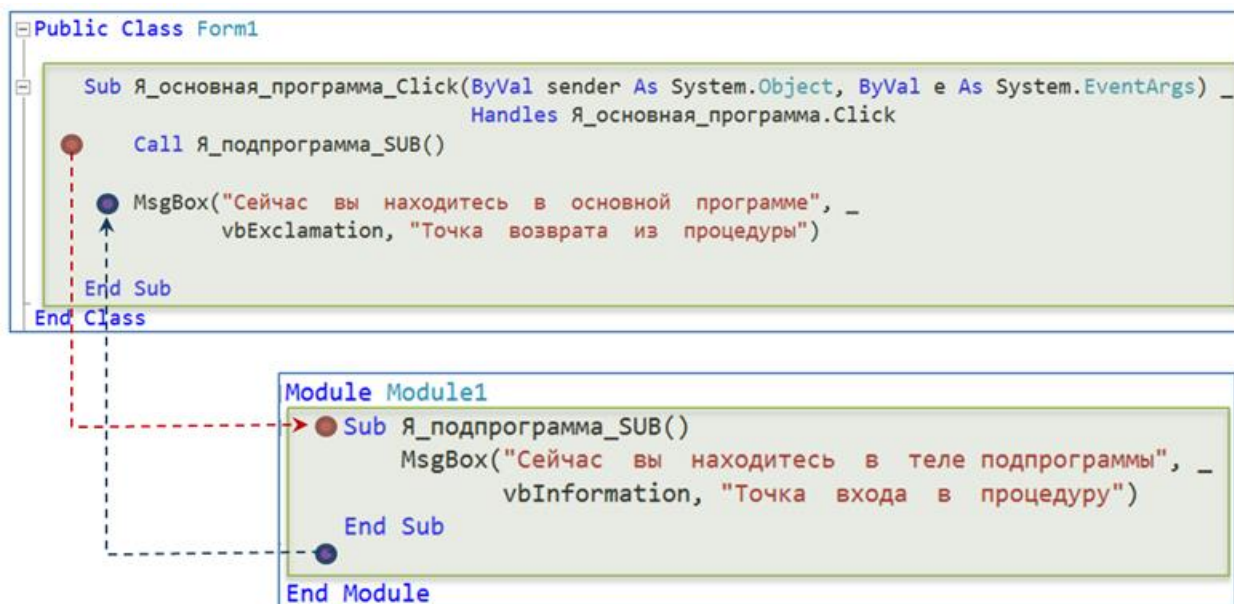 Public Class Form1
Sub Я_основная_программа_Click(ByVal sender As System.Object, ByVal e As System.EventArgs) _
Handles Я_основная_программа.Click
Call Я_подпрограмма_SUB()
MsgBox("Сейчас вы находитесь в основной программе", _
vbExclamation, "Точка возврата из процедуры")
End Sub
End Class
Module Module1
Sub Я_подпрограмма_SUB()
MsgBox("Сейчас вы находитесь в теле подпрограммы", _
vbInformation, "Точка входа в процедуру")
End Sub
End Module